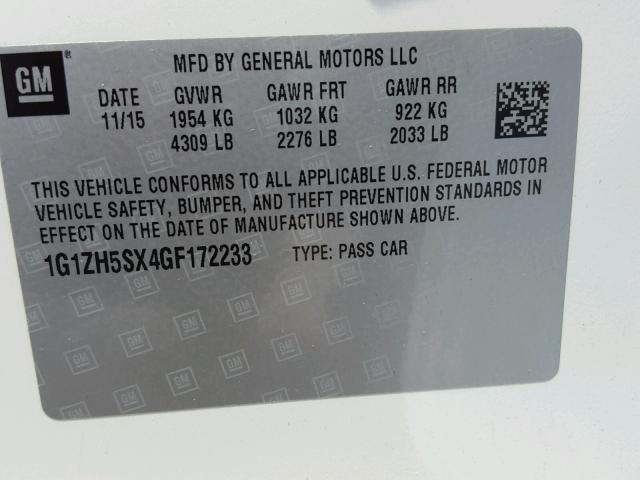 GM
MFD BY GENERAL MOTORS LLC
DATE GVWR GAWR FRT GAWR RR
11/15 1954 KG 1032 KG 922 KG
4309 LB 2276 LB 2033 LB
THIS VEHICLE CONFORMS TO ALL APPLICABLE U.S. FEDERAL MOTOR
VEHICLE SAFETY, BUMPER, AND THEFT PREVENTION STANDARDS IN
EFFECT ON THE DATE OF MANUFACTURE SHOWN ABOVE.
1G1ZH5SX4GF172233 TYPE: PASS CAR